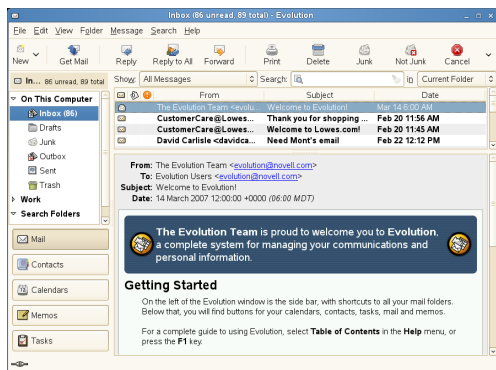 Inbox (86 unread, 89 total) - Evolution
File Edit View Folder Message Search Help
New Get Mail Reply Reply to All Forward Print Delete Junk Not Junk Cancel
In... 86 unread, 89 total Show: All Messages Search: in Current Folder
On This Computer
Inbox (86)
Drafts
Junk
Outbox
Sent
Trash
Work
Search Folders
Mail
Contacts
Calendars
Memos
Tasks
From Subject Date
The Evolution Team <evolu... Welcome to Evolution! Mar 14 6:00 AM
CustomerCare@Lowes... Thank you for shopping ... Feb 20 11:56 AM
CustomerCare@Lowes... Welcome to Lowes.com! Feb 20 11:45 AM
David Carlisle <davidca... Need Mont's email Feb 22 12:12 PM
From: The Evolution Team <evolution@novell.com>
To: Evolution Users <evolution@novell.com>
Subject: Welcome to Evolution!
Date: 14 March 2007 12:00:00 +0000 (06:00 MDT)
The Evolution Team is proud to welcome you to Evolution,
a complete system for managing your communications and
personal information.
Getting Started
On the left of the Evolution window is the side bar, with shortcuts to all your mail folders.
Below that, you will find buttons for your calendars, contacts, tasks, mail and memos.
For a complete guide to using Evolution, select Table of Contents in the Help menu, or
press the F1 key.